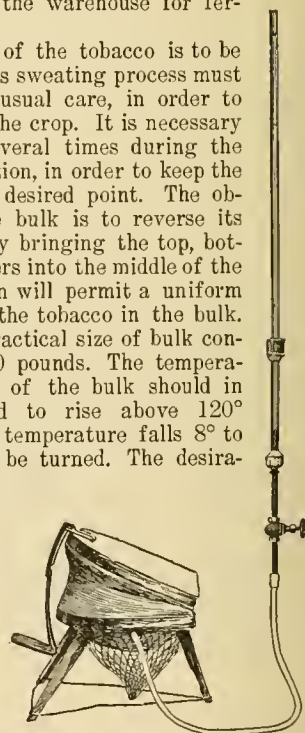 the warehouse for fer-
of the tobacco is to be
s sweating process must
usual care, in order to
he crop. It is necessary
veral times during the
tion, in order to keep the
desired point. The ob-
e bulk is to reverse its
y bringing the top, bot-
ers into the middle of the
n will permit a uniform
the tobacco in the bulk.
ractical size of bulk con-
0 pounds. The tempera-
of the bulk should in
d to rise above 120°
temperature falls 8° to
be turned. The desira-